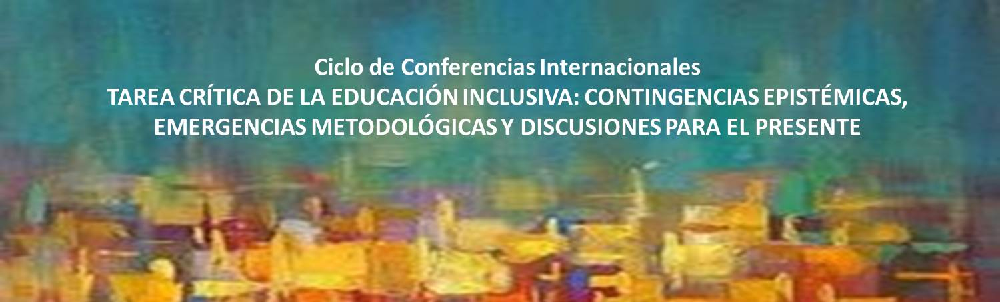 Ciclo de Conferencias Internacionales
TAREA CRÍTICA DE LA EDUCACIÓN INCLUSIVA: CONTINGENCIAS EPISTÉMICAS,
EMERGENCIAS METODOLÓGICAS Y DISCUSIONES PARA EL PRESENTE